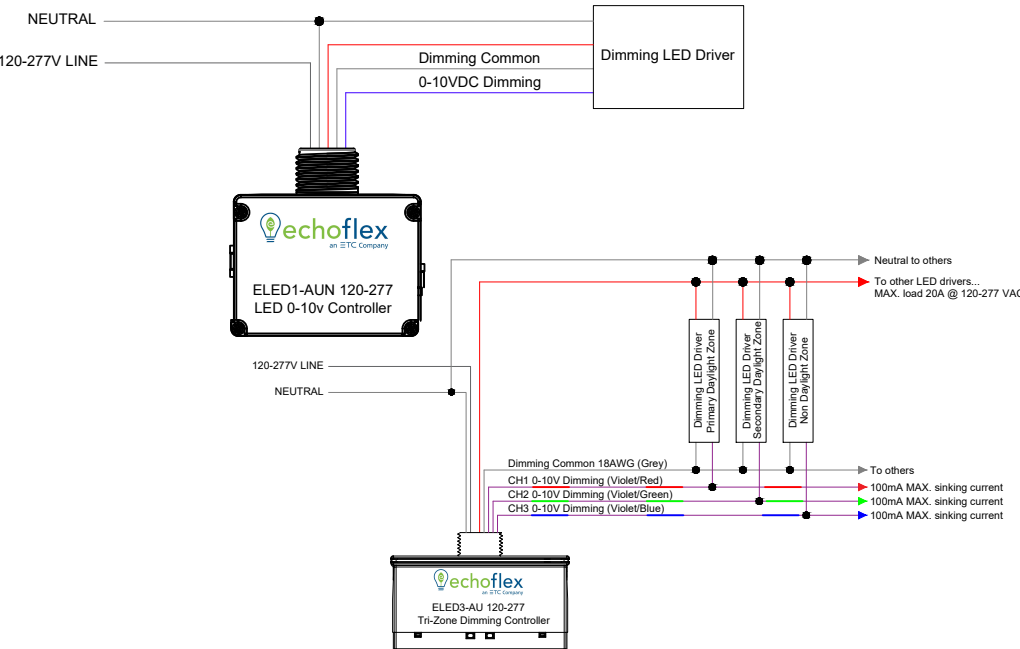 NEUTRAL
120-277V LINE
Dimming Common
0-10VDC Dimming
Dimming LED Driver
echoflex
an ETC Company
ELED1-AUN 120-277
LED 0-10v Controller
Neutral to others
To other LED drivers...
MAX. load 20A @ 120-277 VAC
Dimming LED Driver
Primary Daylight Zone
Dimming LED Driver
Secondary Daylight Zone
Dimming LED Driver
Non Daylight Zone
120-277V LINE
NEUTRAL
Dimming Common 18AWG (Grey)
To others
CH1 0-10V Dimming (Violet/Red)
100mA MAX. sinking current
CH2 0-10V Dimming (Violet/Green)
100mA MAX. sinking current
CH3 0-10V Dimming (Violet/Blue)
100mA MAX. sinking current
echoflex
an ETC Company
ELED3-AU 120-277
Tri-Zone Dimming Controller